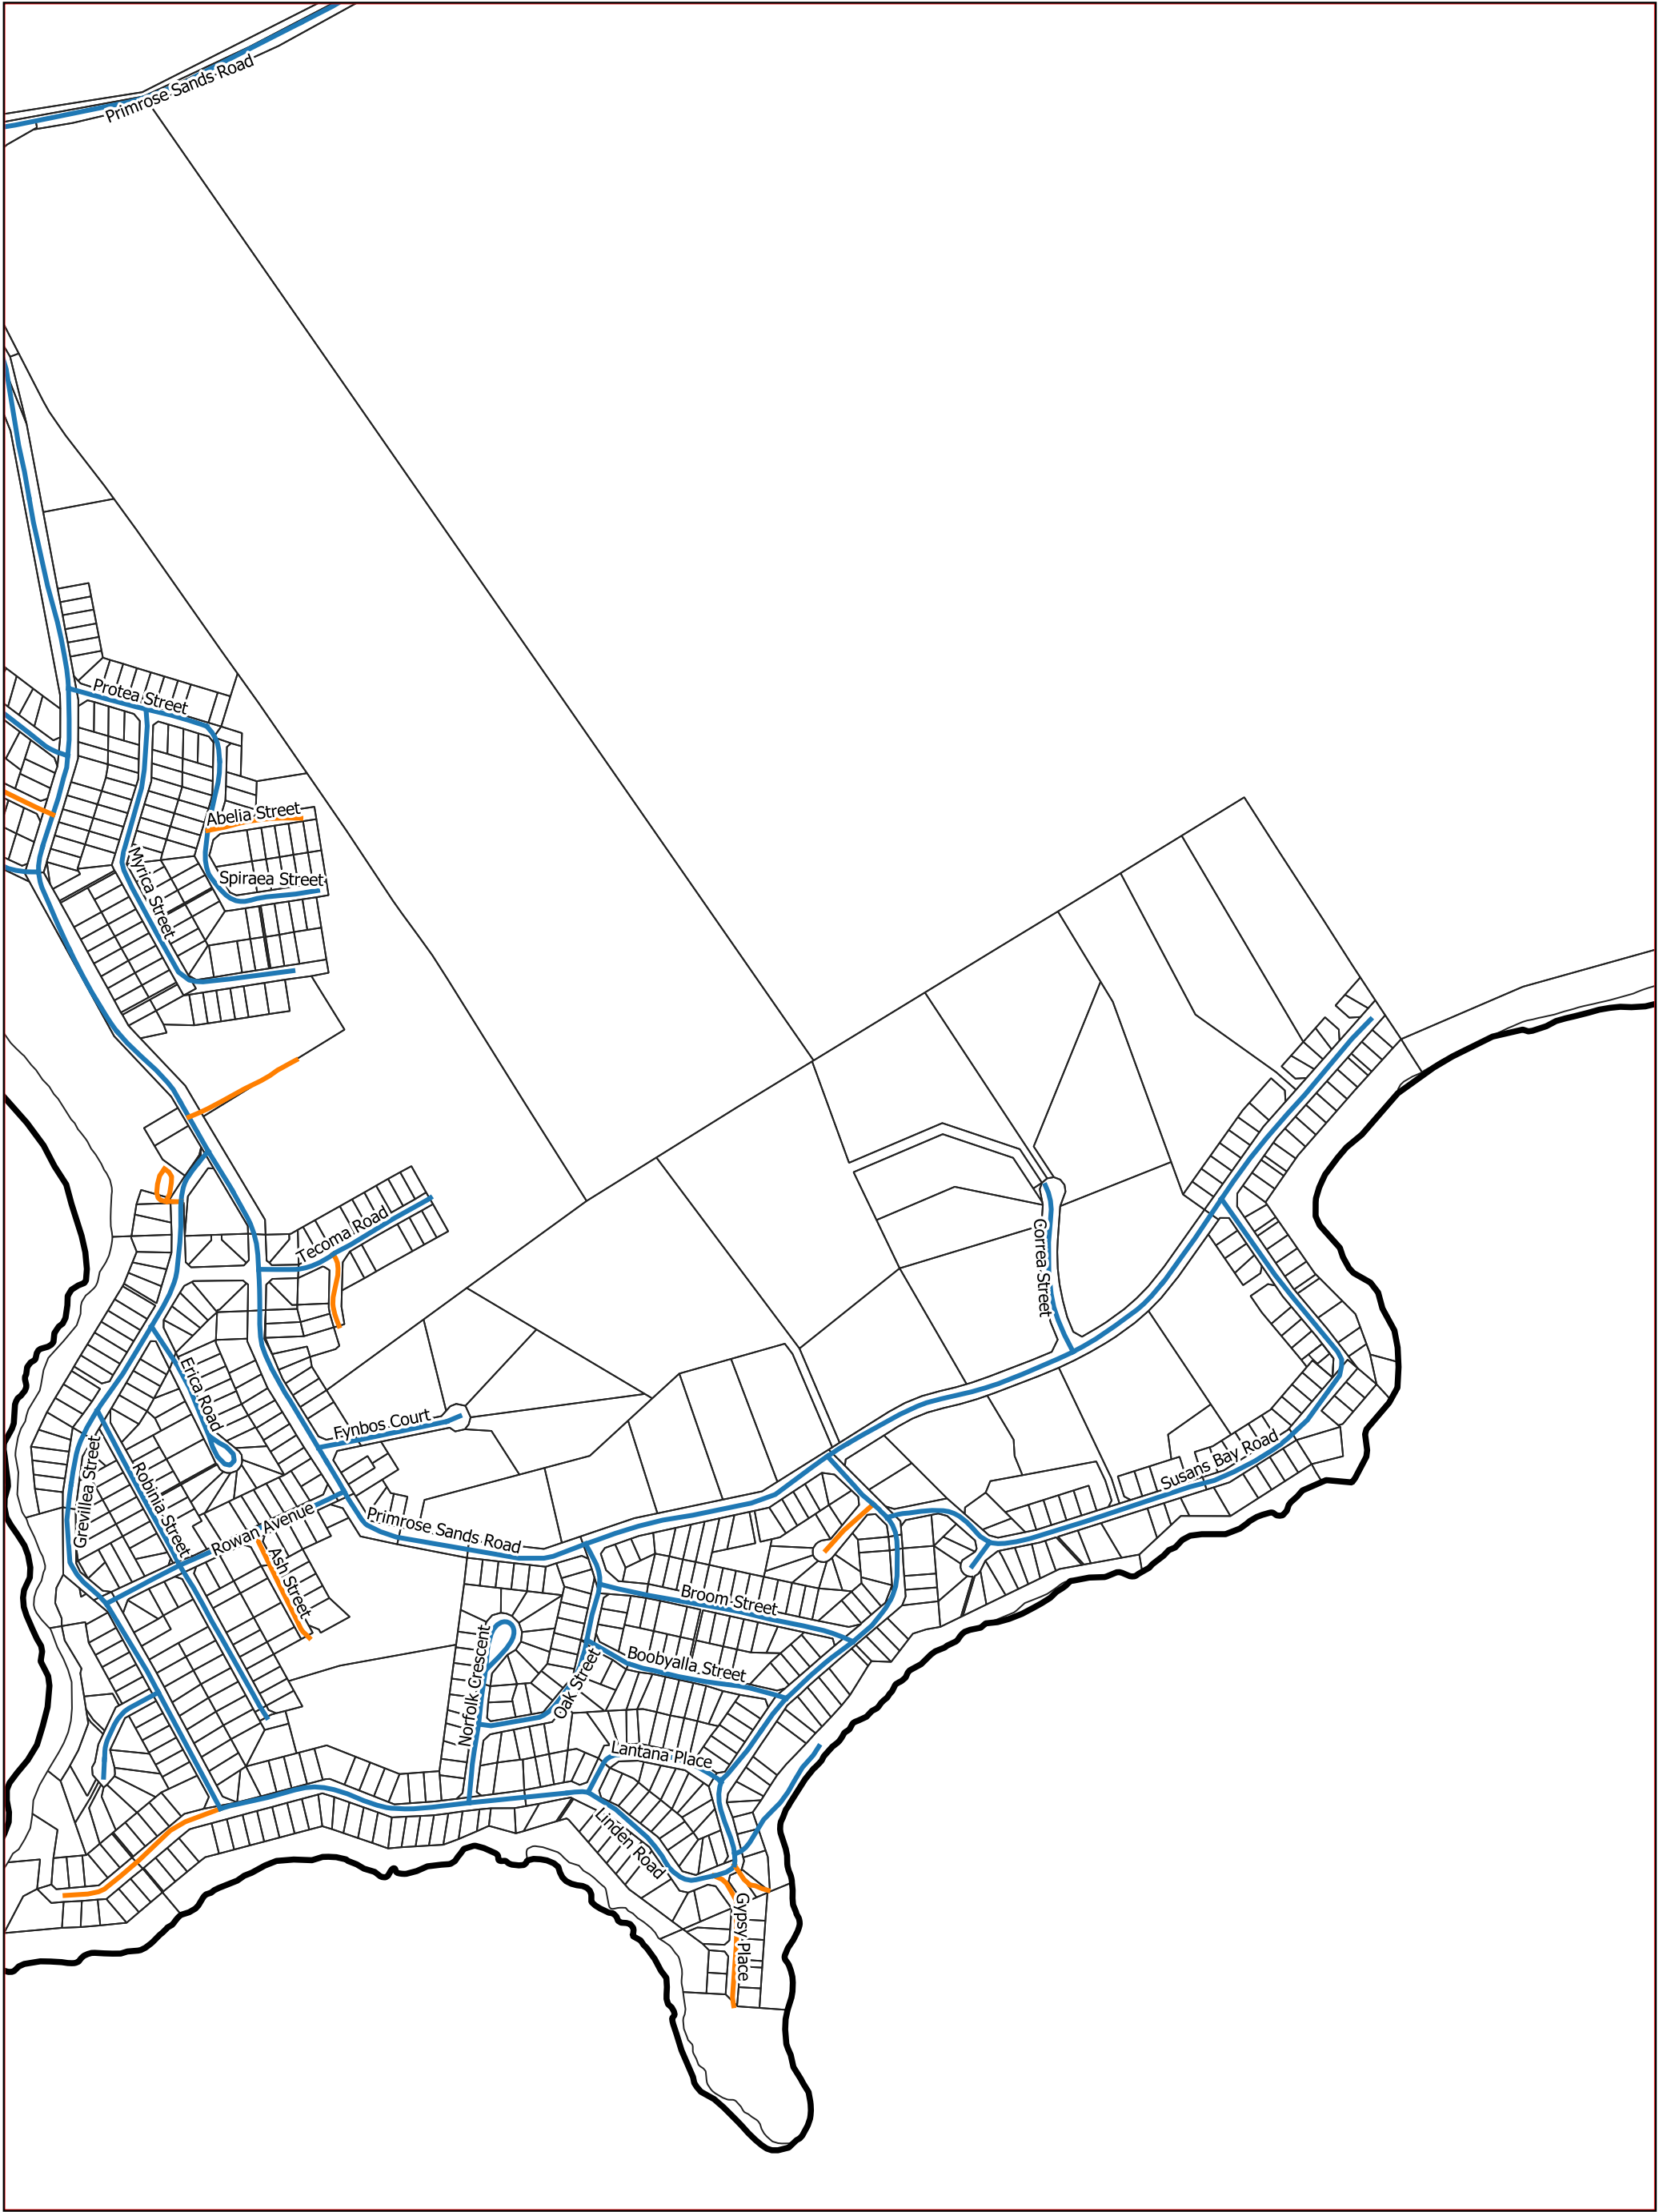 Primrose Sands Road
Protea Street
Abelia Street
Myrica Street
Spiraea Street
Tecoma Road
Correa Street
Erica Road
Fynbos Court
Grevillea Street
Robinia Street
Susans Bay Road
Rowan Avenue
Primrose Sands Road
Ash Street
Broom Street
Norfolk Crescent
Oak Street
Boobyalla Street
Lantana Place
Linden Road
Gypsy Place